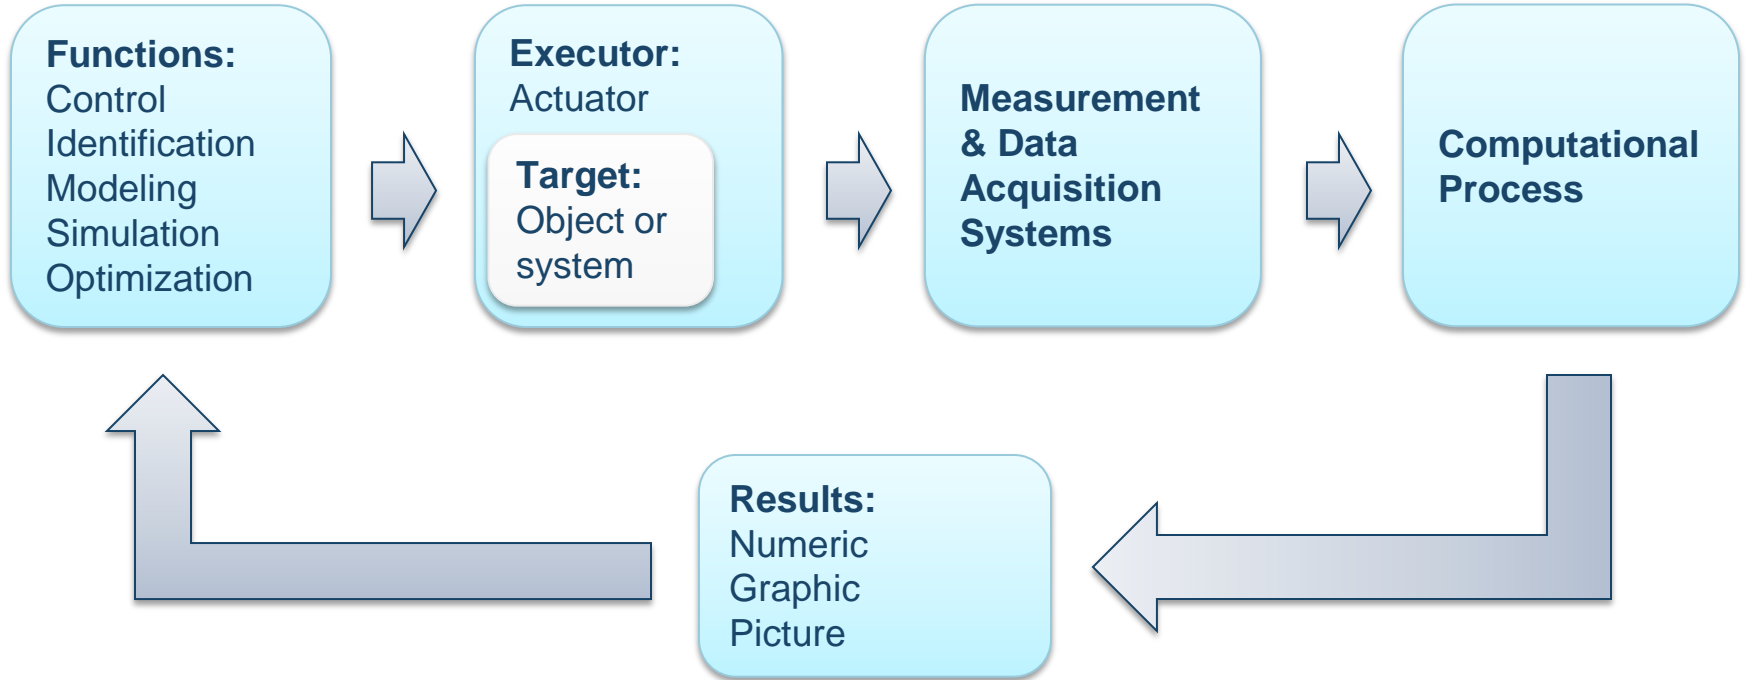 Functions:
Control
Identification
Modeling
Simulation
Optimization
Executor:
Actuator
Target:
Object or
system
Measurement
& Data
Acquisition
Systems
Computational
Process
Results:
Numeric
Graphic
Picture